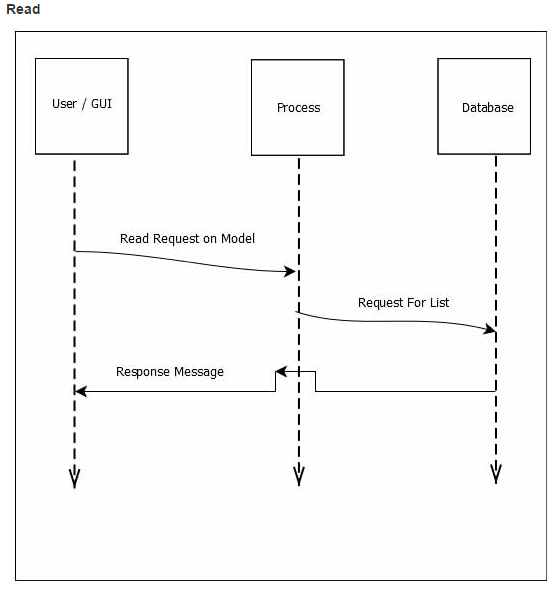 Read
User / GUI
Process
Database
Read Request on Model
Request For List
Response Message